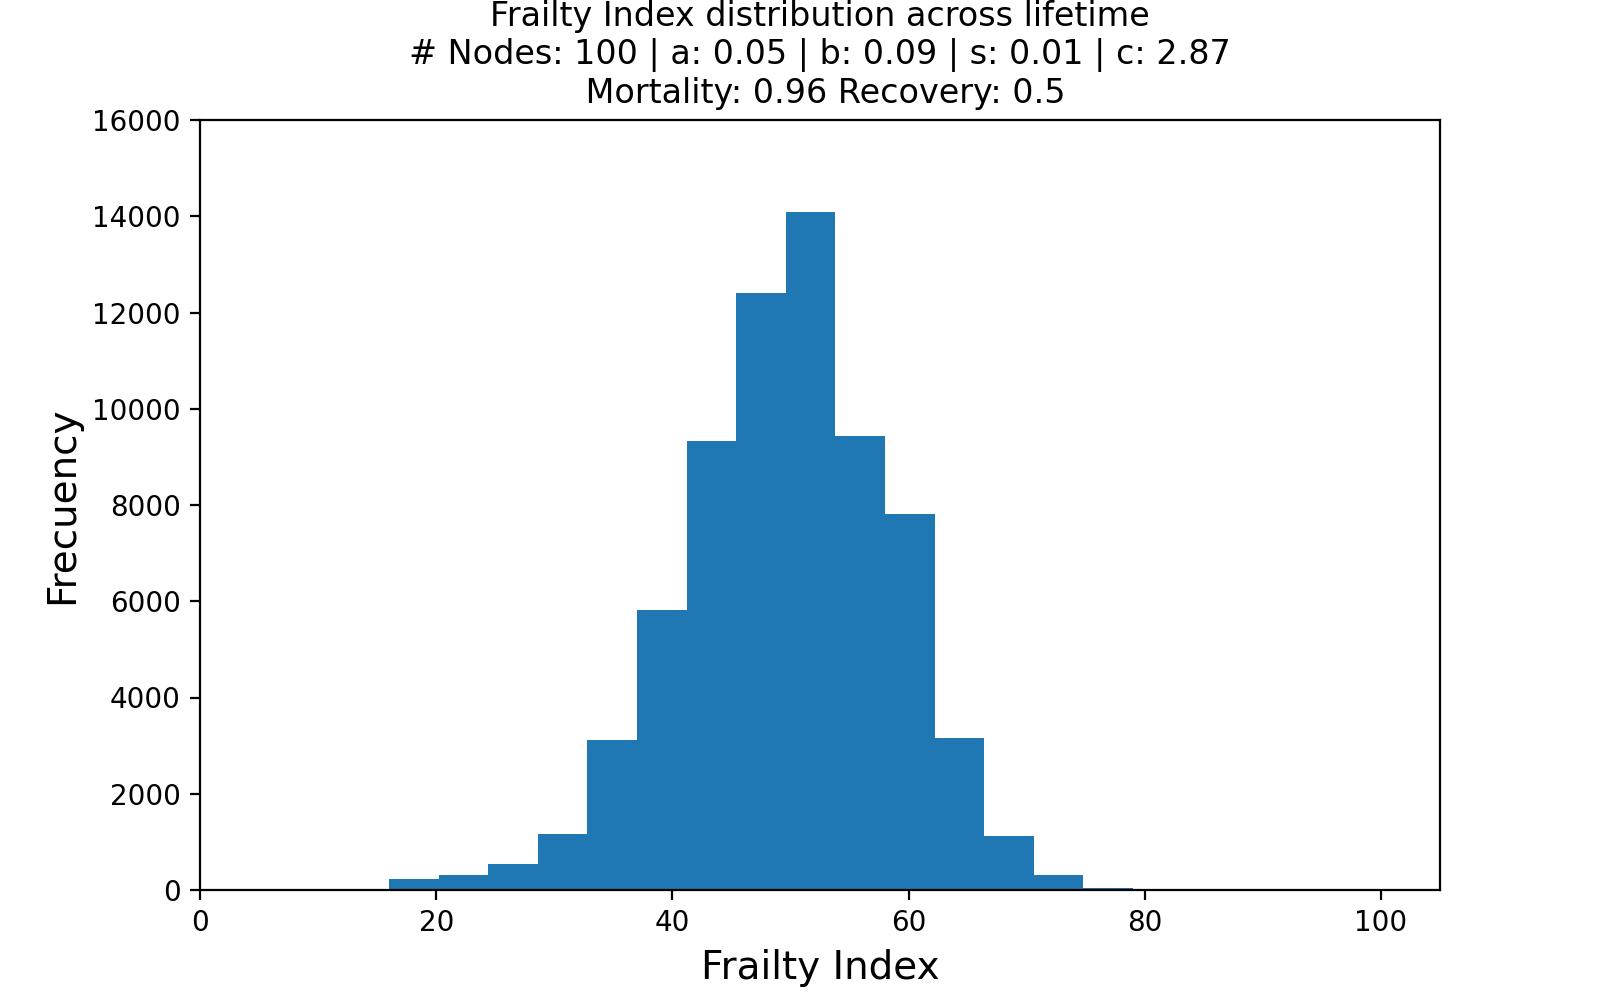 Frailty Index distribution across lifetime
# Nodes: 100 | a: 0.05 | b: 0.09 | s: 0.01 | c: 2.87
Mortality: 0.96 Recovery: 0.5
16000
14000
12000
10000
8000
6000
4000
2000
0
Frecuency
0 20 40 60 80 100
Frailty Index